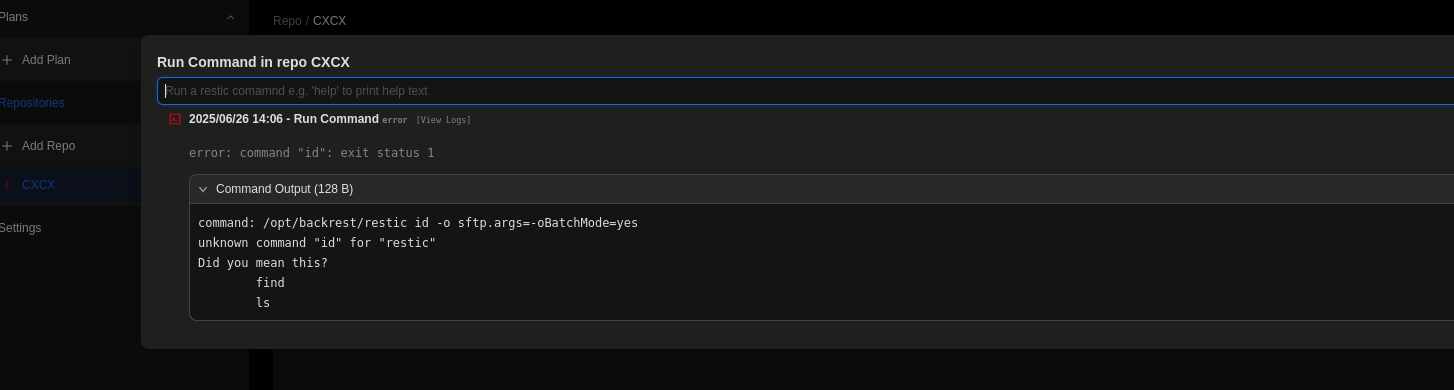 Plans
Repo / CXCX
Add Plan
Repositories
Add Repo
CXCX
Settings
Run Command in repo CXCX
Run a restic comamnd e.g. 'help' to print help text
2025/06/26 14:06 - Run Command error [View Logs]
error: command "id": exit status 1
Command Output (128 B)
command: /opt/backrest/restic id -o sftp.args=-oBatchMode=yes
unknown command "id" for "restic"
Did you mean this?
find
ls